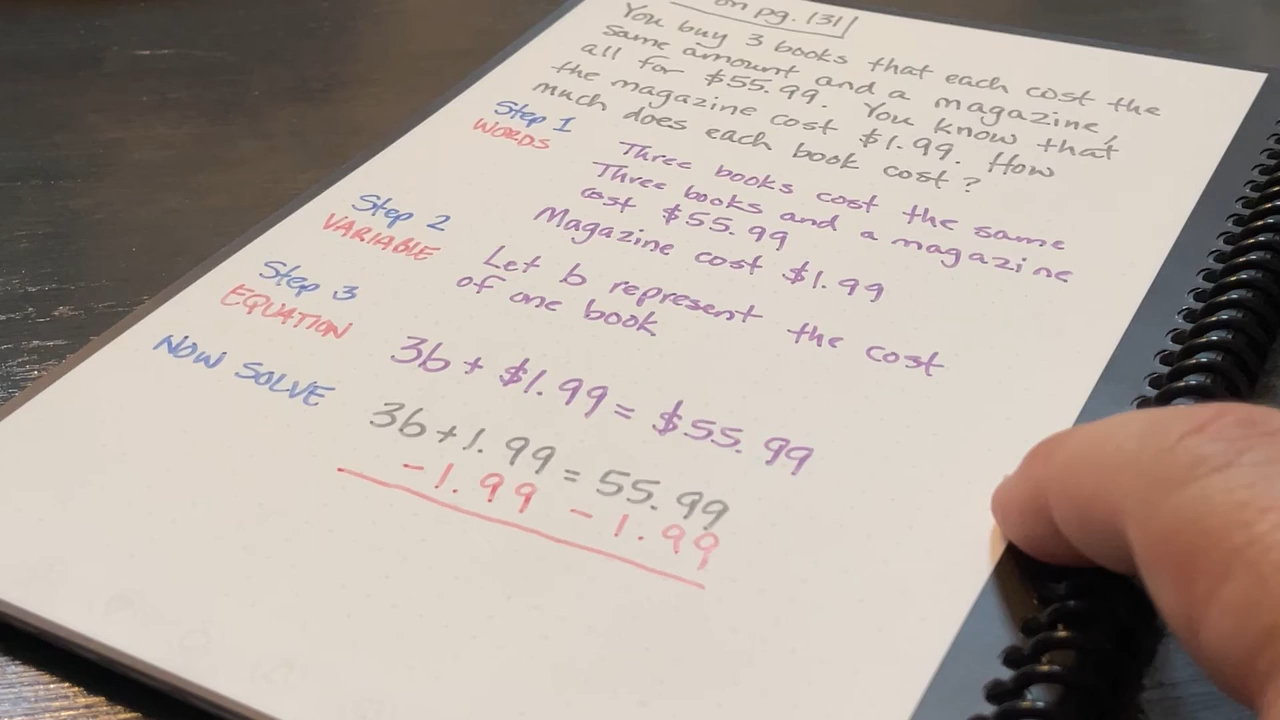 on pg. 131
You buy 3 books that each cost the
same amount and a magazine,
all for $55.99. You know that
the magazine cost $1.99. How
much does each book cost?
Step 1
WORDS
Three books cost the same
Three books and a magazine
cost $55.99
Magazine cost $1.99
Step 2
VARIABLE
Let b represent the cost
of one book
Step 3
EQUATION
3b + $1.99 = $55.99
NOW SOLVE
3b + 1.99 = 55.99
- 1.99 - 1.99